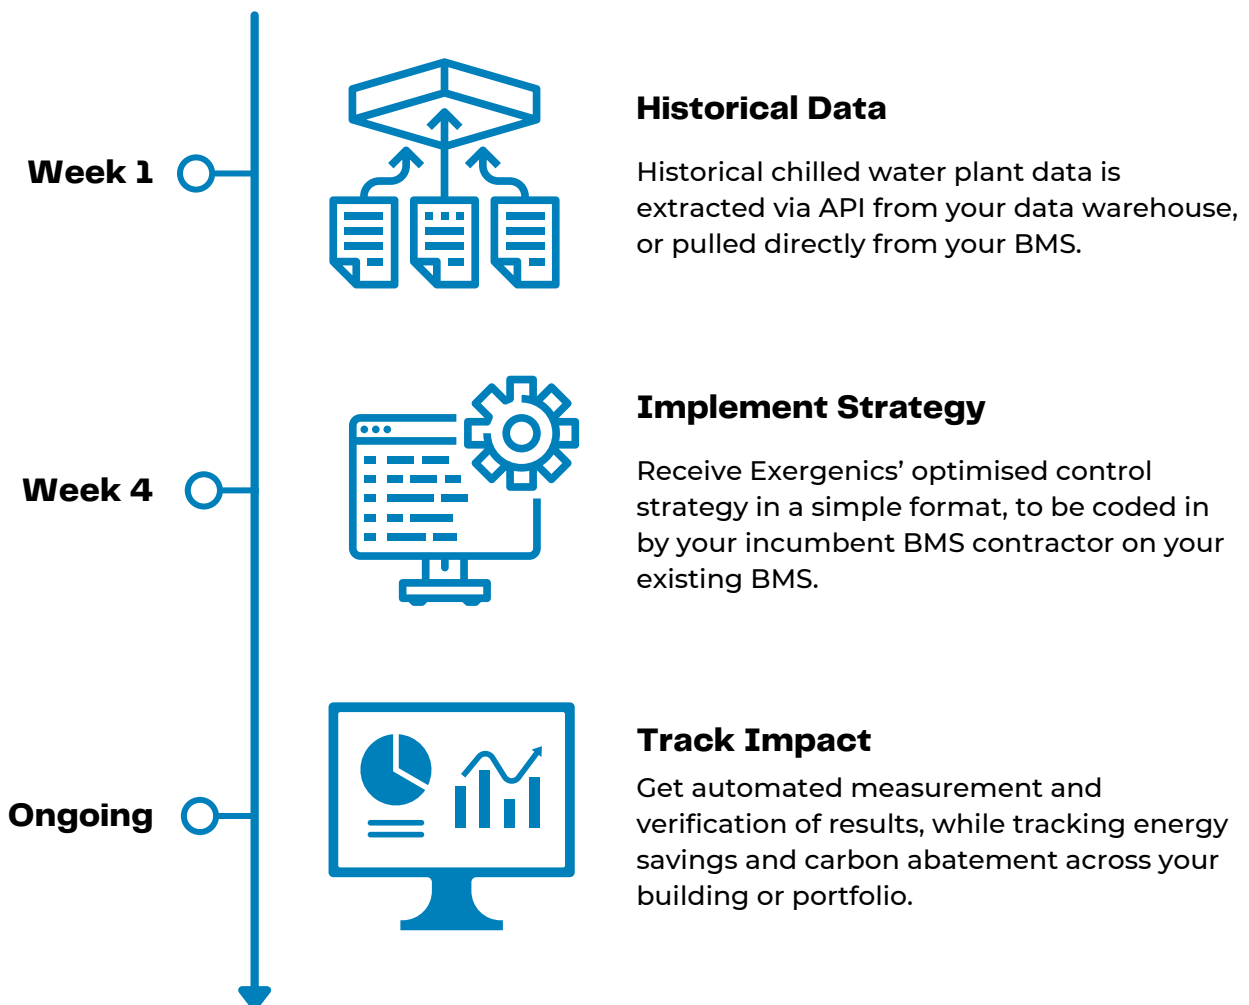 Week 1
Historical Data
Historical chilled water plant data is
extracted via API from your data warehouse,
or pulled directly from your BMS.
Week 4
Implement Strategy
Receive Exergenics’ optimised control
strategy in a simple format, to be coded in
by your incumbent BMS contractor on your
existing BMS.
Ongoing
Track Impact
Get automated measurement and
verification of results, while tracking energy
savings and carbon abatement across your
building or portfolio.